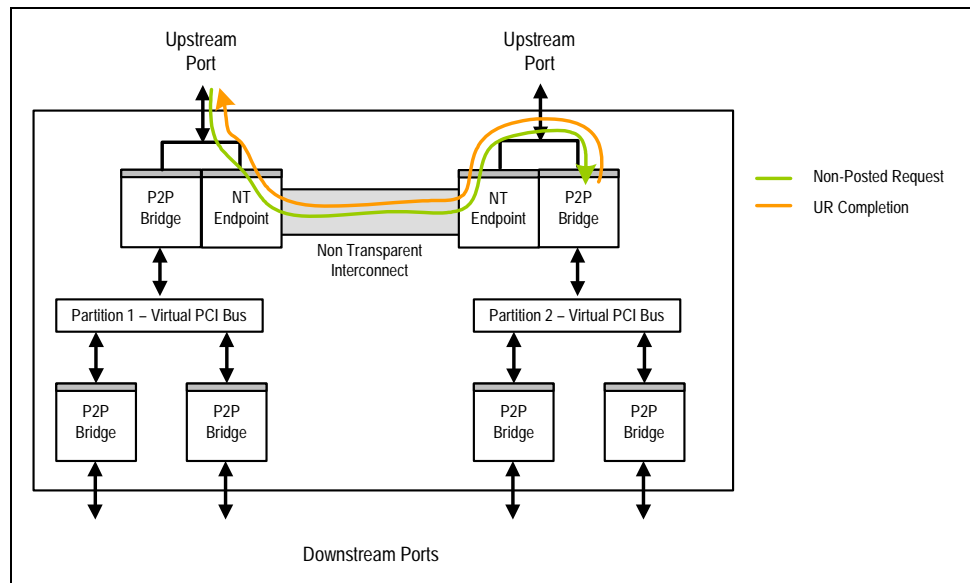 Upstream
Port
Upstream
Port
P2P
Bridge
NT
Endpoint
NT
Endpoint
P2P
Bridge
Non-Posted Request
UR Completion
Non Transparent
Interconnect
Partition 1 – Virtual PCI Bus
Partition 2 – Virtual PCI Bus
P2P
Bridge
P2P
Bridge
P2P
Bridge
P2P
Bridge
Downstream Ports